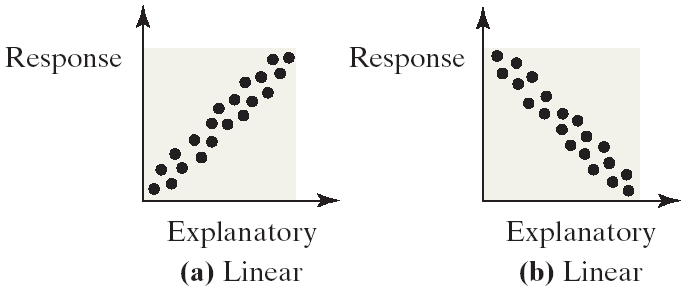 Response
Explanatory
(a) Linear
Response
Explanatory
(b) Linear